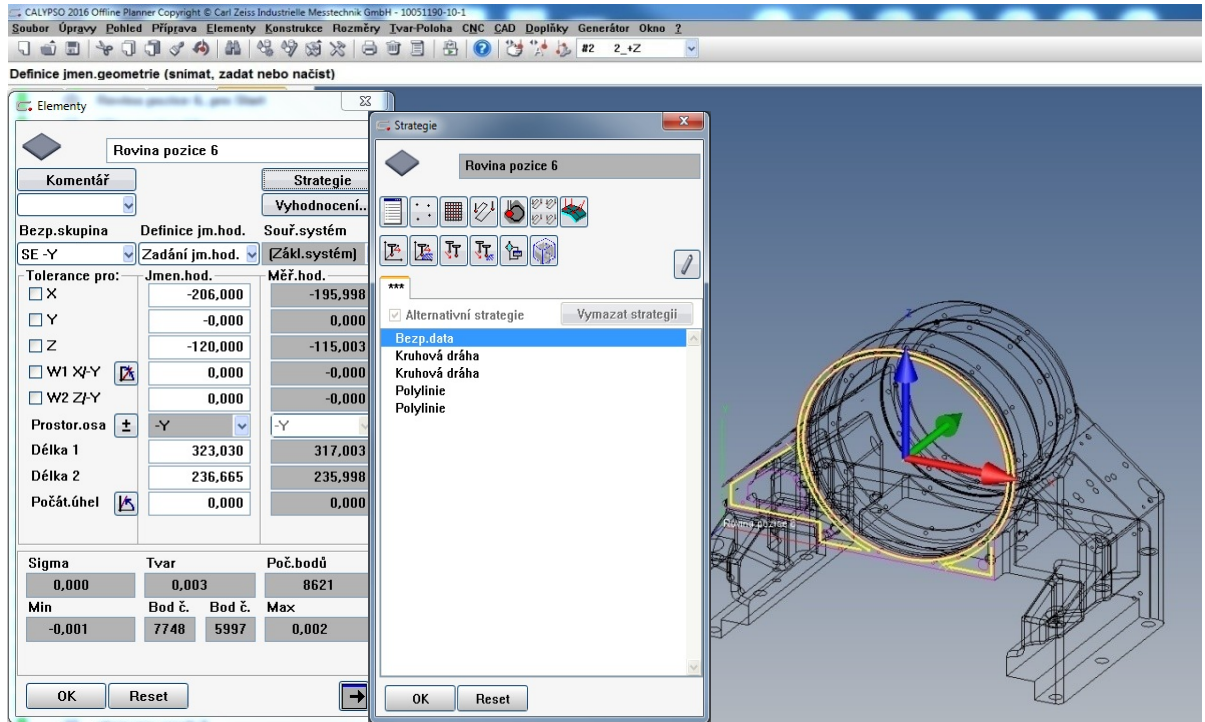 CALYPSO 2016 Offline Planner Copyright © Carl Zeiss Industrielle Messtechnik GmbH - 10051190-10-1
Soubor Úpravy Pohled Příprava Elementy Konstrukce Rozměry Tvar-Poloha CNC CAD Doplňky Generátor Okno ?
#2 2_+Z
Definice jmen.geometrie (snímat, zadat nebo načíst)
Elementy
Rovina pozice 6
Komentář Strategie
Vyhodnocení..
Bezp.skupina Definice jm.hod. Souř.systém
SE -Y Zadání jm.hod. (Zákl.systém)
Tolerance pro: Jmen.hod. Měř.hod.
X -206,000 -195,998
Y -0,000 0,000
Z -120,000 -115,003
W1 X/-Y 0,000 -0,000
W2 Z/-Y 0,000 -0,000
Prostor.osa ± -Y -Y
Délka 1 323,030 317,003
Délka 2 236,665 235,998
Počát.úhel 0,000 0,000
Sigma Tvar Poč.bodů
0,000 0,003 8621
Min Bod č. Bod č. Max
-0,001 7748 5997 0,002
OK Reset
Strategie
Rovina pozice 6
***
Alternativní strategie Vymazat strategii
Bezp.data
Kruhová dráha
Kruhová dráha
Polylinie
Polylinie
OK Reset
Z
Y
Rovina pozice